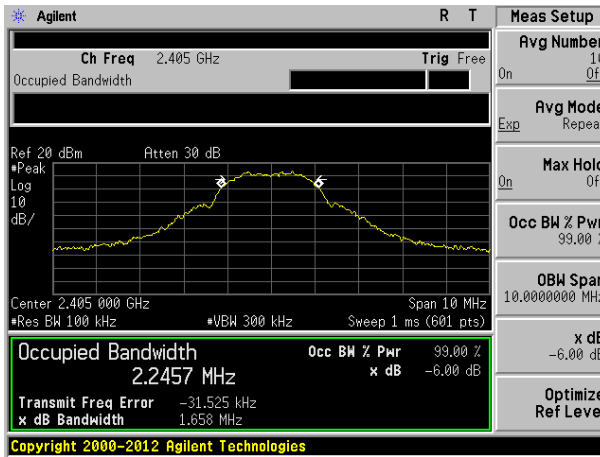 Agilent R T
Meas Setup
Ch Freq 2.405 GHz Trig Free
Occupied Bandwidth
Ref 20 dBm Atten 30 dB
#Peak
Log
10
dB/
Center 2.405 000 GHz Span 10 MHz
#Res BW 100 kHz #VBW 300 kHz Sweep 1 ms (601 pts)
Occupied Bandwidth
2.2457 MHz
Occ BW % Pwr 99.00 %
x dB -6.00 dB
Transmit Freq Error -31.525 kHz
x dB Bandwidth 1.658 MHz
Avg Number
On
Avg Mode
Exp Repea
Max Hold
On Of
Occ BW % Pwr
99.00 %
OBW Span
10.0000000 MH
x dB
-6.00 dB
Optimize
Ref Leve
Copyright 2000-2012 Agilent Technologies